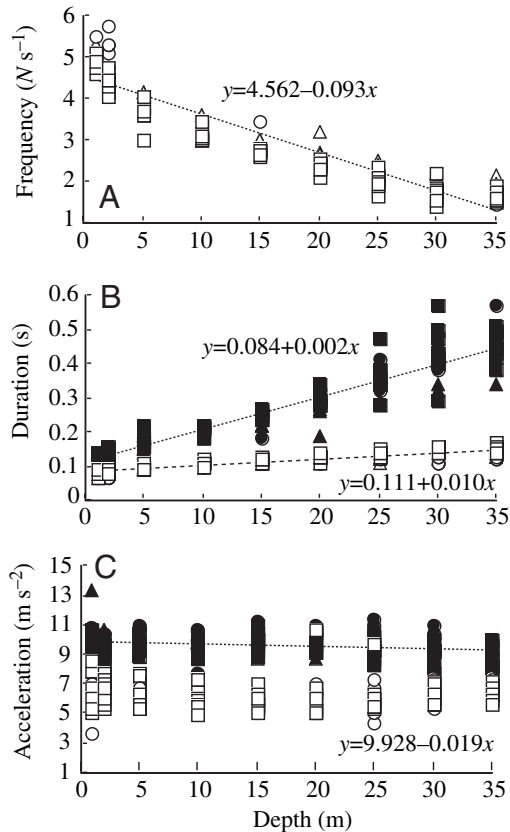 6
5
4
3
2
1
Frequency (N s⁻¹)
y=4.562–0.093x
A
0 5 10 15 20 25 30 35
B
0.6
0.5
0.4
0.3
0.2
0.1
0
Duration (s)
y=0.084+0.002x
y=0.111+0.010x
0 5 10 15 20 25 30 35
C
15
13
11
9
7
5
3
1
Acceleration (m s⁻²)
y=9.928–0.019x
0 5 10 15 20 25 30 35
Depth (m)